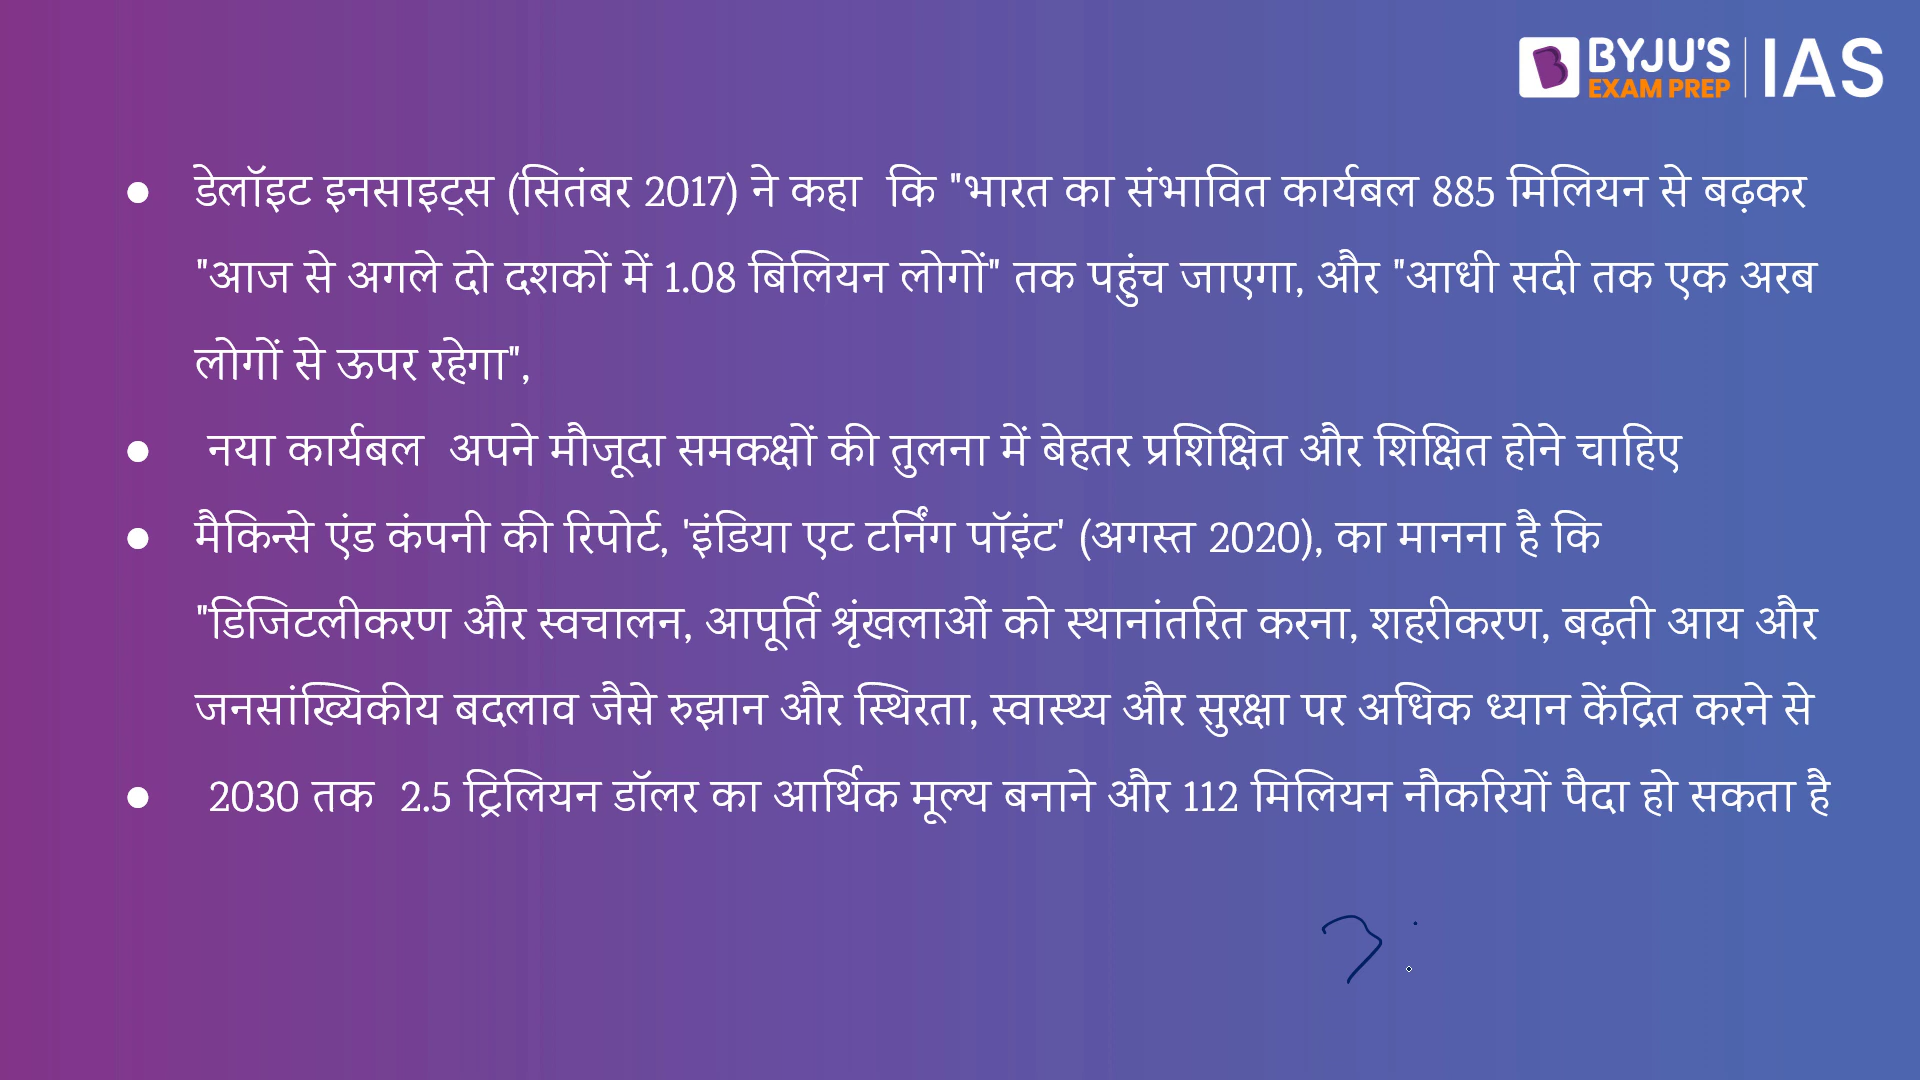 BYJU'S
EXAM PREP
IAS
● डेलॉइट इनसाइट्स (सितंबर 2017) ने कहा  कि "भारत का संभावित कार्यबल 885 मिलियन से बढ़कर
"आज से अगले दो दशकों में 1.08 बिलियन लोगों" तक पहुंच जाएगा, और "आधी सदी तक एक अरब
लोगों से ऊपर रहेगा",
● नया कार्यबल  अपने मौजूदा समकक्षों की तुलना में बेहतर प्रशिक्षित और शिक्षित होने चाहिए
● मैकिन्से एंड कंपनी की रिपोर्ट, 'इंडिया एट टर्निंग पॉइंट' (अगस्त 2020), का मानना है कि
"डिजिटलीकरण और स्वचालन, आपूर्ति श्रृंखलाओं को स्थानांतरित करना, शहरीकरण, बढ़ती आय और
जनसांख्यिकीय बदलाव जैसे रुझान और स्थिरता, स्वास्थ्य और सुरक्षा पर अधिक ध्यान केंद्रित करने से
● 2030 तक  2.5 ट्रिलियन डॉलर का आर्थिक मूल्य बनाने और 112 मिलियन नौकरियों पैदा हो सकता है